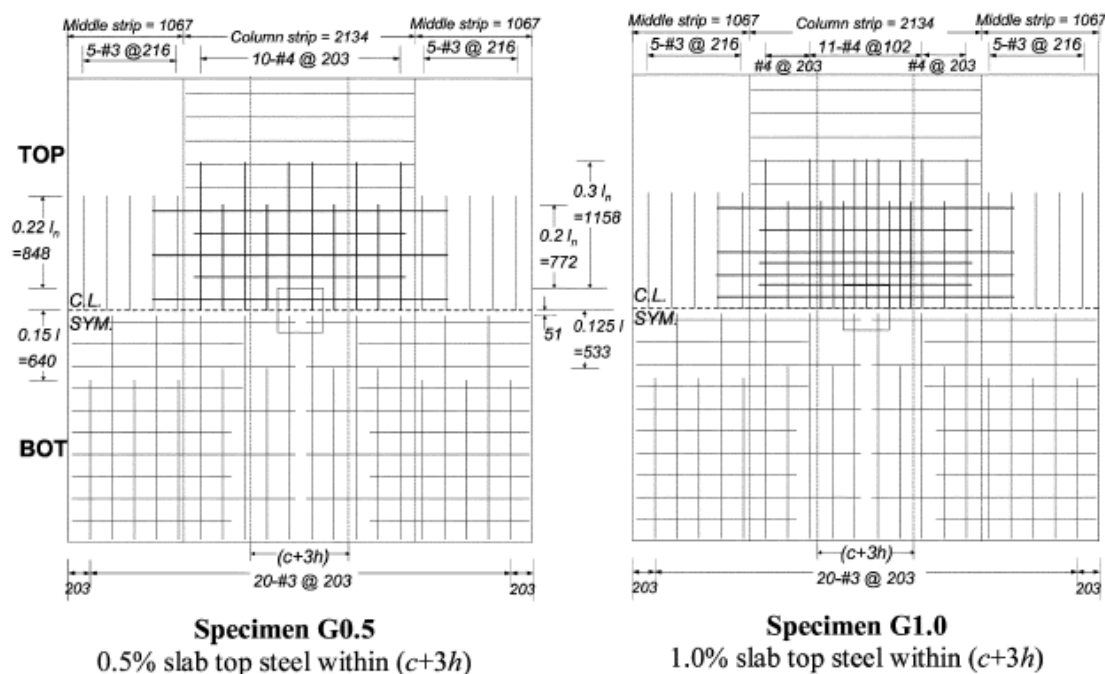 Middle strip = 1067
Column strip = 2134
Middle strip = 1067
5-#3 @216
10-#4 @ 203
5-#3 @216
TOP
0.22 ln
=848
C.L.
SYM.
0.15 l
=640
BOT
0.3 ln
=1158
0.2 ln
=772
51
0.125 l
=533
(c+3h)
203
20-#3 @ 203
203
Specimen G0.5
0.5% slab top steel within (c+3h)
Middle strip = 1067
Column strip = 2134
Middle strip = 1067
5-#3 @ 216
11-#4 @102
5-#3 @ 216
#4 @ 203
#4 @ 203
C.L.
SYM.
(c+3h)
203
20-#3 @ 203
203
Specimen G1.0
1.0% slab top steel within (c+3h)